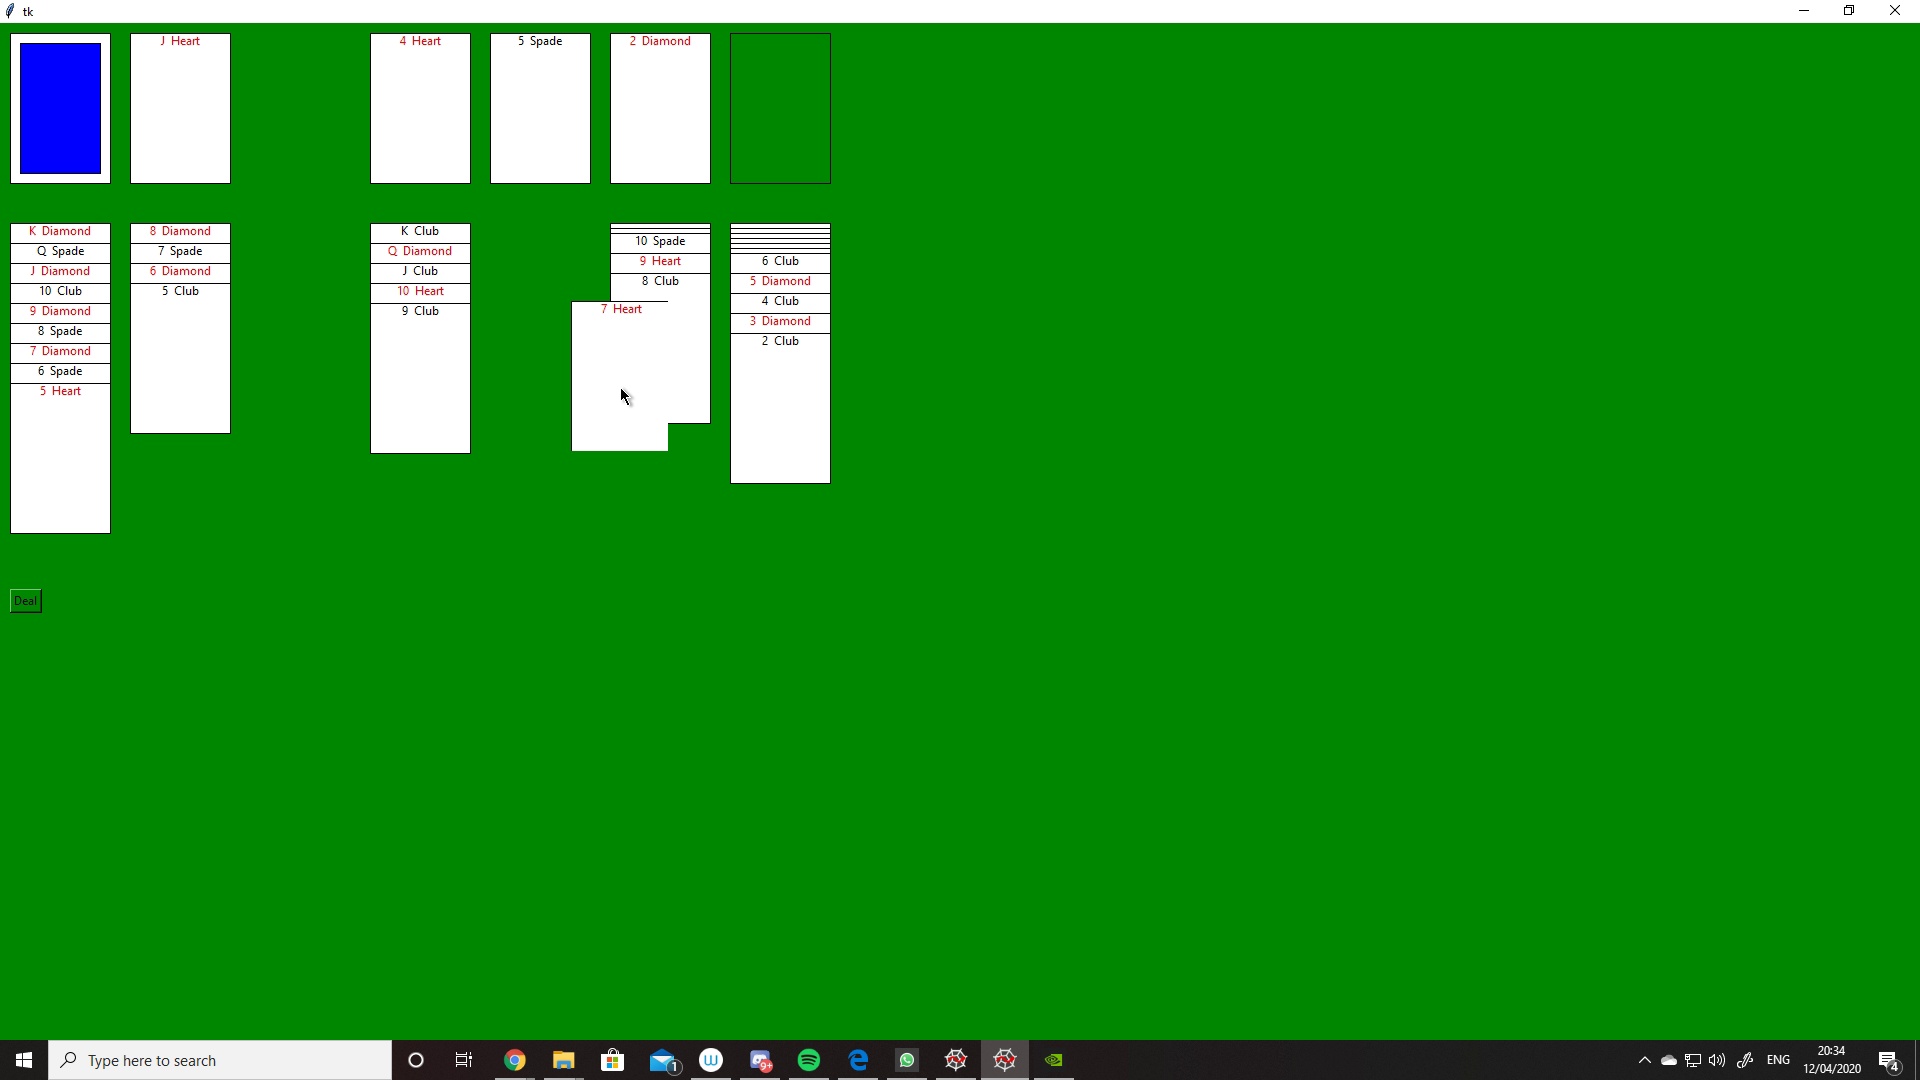 tk
J Heart
4 Heart
5 Spade
2 Diamond
K Diamond
Q Spade
J Diamond
10 Club
9 Diamond
8 Spade
7 Diamond
6 Spade
5 Heart
8 Diamond
7 Spade
6 Diamond
5 Club
K Club
Q Diamond
J Club
10 Heart
9 Club
10 Spade
9 Heart
8 Club
7 Heart
6 Club
5 Diamond
4 Club
3 Diamond
2 Club
Deal
Type here to search
1
W
9+
ENG
20:34
12/04/2020
4